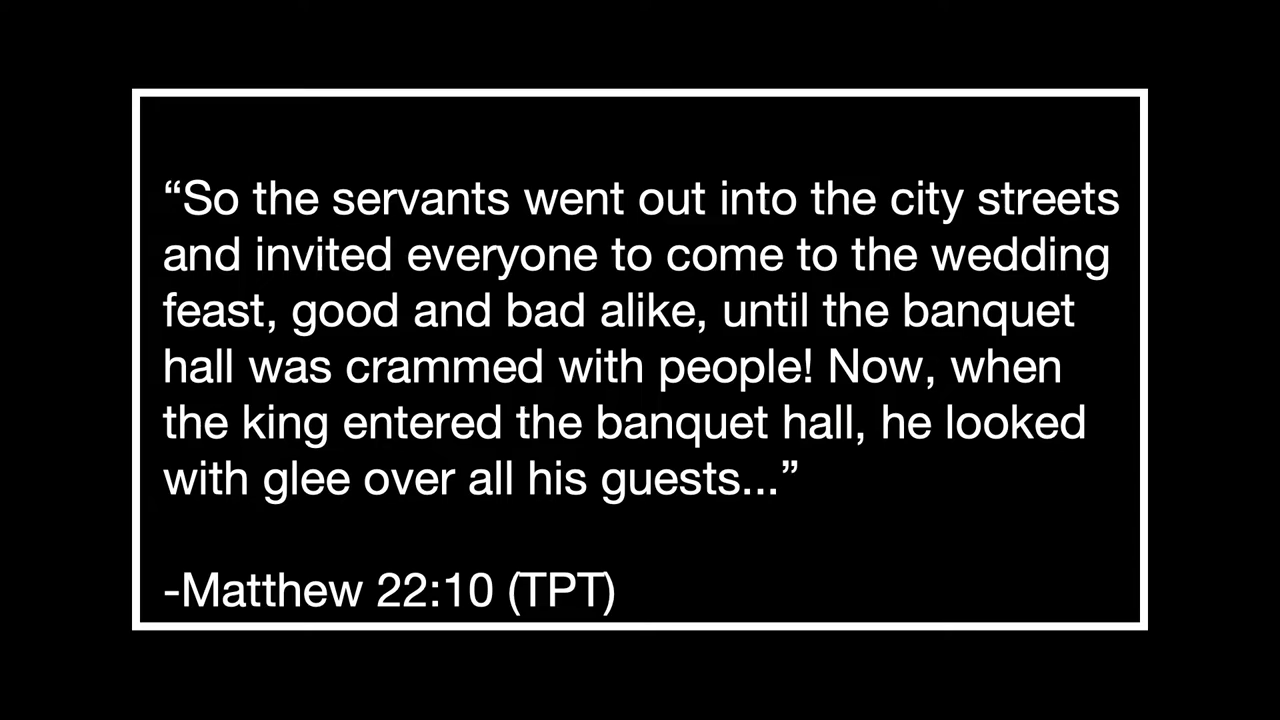 “So the servants went out into the city streets
and invited everyone to come to the wedding
feast, good and bad alike, until the banquet
hall was crammed with people! Now, when
the king entered the banquet hall, he looked
with glee over all his guests...”
-Matthew 22:10 (TPT)